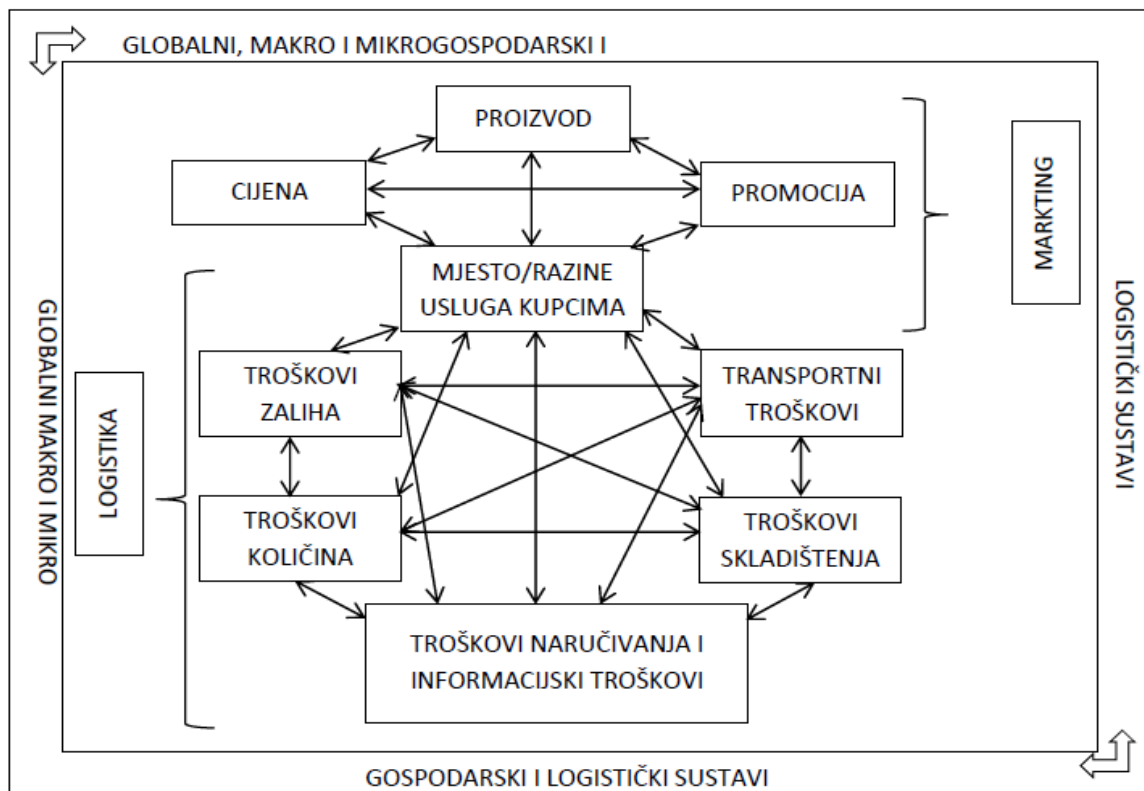 GLOBALNI, MAKRO I MIKROGOSPODARSKI I
PROIZVOD
CIJENA
PROMOCIJA
MARKTING
MJESTO/RAZINE
USLUGA KUPCIMA
LOGISTIČKI SUSTAVI
GLOBALNI MAKRO I MIKRO
LOGISTIKA
TROŠKOVI
ZALIHA
TRANSPORTNI
TROŠKOVI
TROŠKOVI
KOLIČINA
TROŠKOVI
SKLADIŠTENJA
TROŠKOVI NARUČIVANJA I
INFORMACIJSKI TROŠKOVI
GOSPODARSKI I LOGISTIČKI SUSTAVI